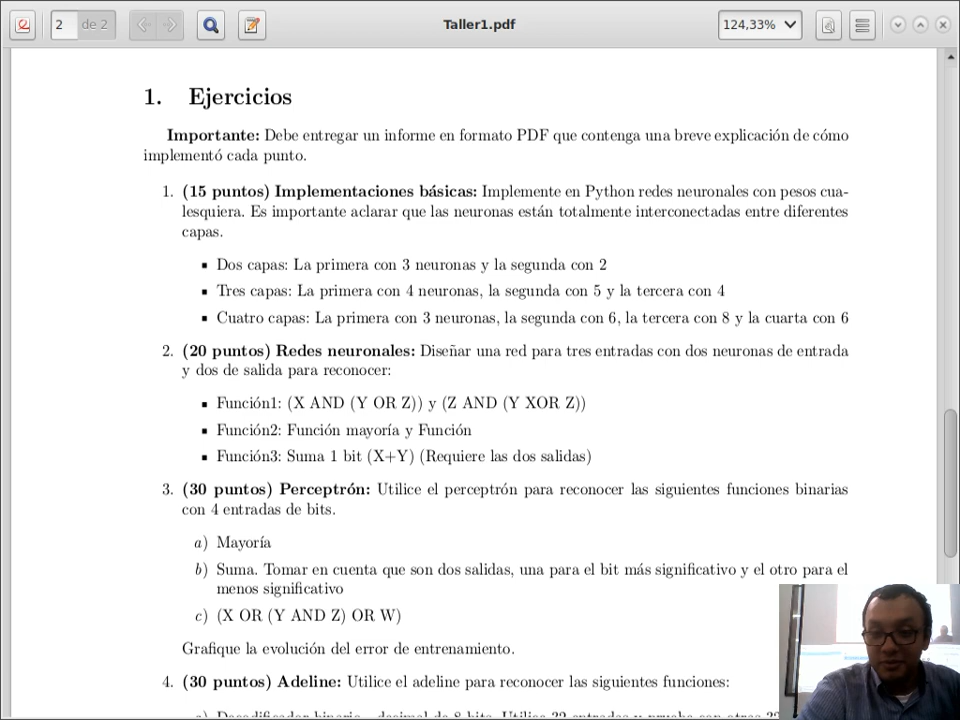 2 de 2
Taller1.pdf
124,33%
1. Ejercicios
Importante: Debe entregar un informe en formato PDF que contenga una breve explicación de cómo
implementó cada punto.
1. (15 puntos) Implementaciones básicas: Implemente en Python redes neuronales con pesos cua-
lesquiera. Es importante aclarar que las neuronas están totalmente interconectadas entre diferentes
capas.
▪ Dos capas: La primera con 3 neuronas y la segunda con 2
▪ Tres capas: La primera con 4 neuronas, la segunda con 5 y la tercera con 4
▪ Cuatro capas: La primera con 3 neuronas, la segunda con 6, la tercera con 8 y la cuarta con 6
2. (20 puntos) Redes neuronales: Diseñar una red para tres entradas con dos neuronas de entrada
y dos de salida para reconocer:
▪ Función1: (X AND (Y OR Z)) y (Z AND (Y XOR Z))
▪ Función2: Función mayoría y Función
▪ Función3: Suma 1 bit (X+Y) (Requiere las dos salidas)
3. (30 puntos) Perceptrón: Utilice el perceptrón para reconocer las siguientes funciones binarias
con 4 entradas de bits.
a) Mayoría
b) Suma. Tomar en cuenta que son dos salidas, una para el bit más significativo y el otro para el
menos significativo
c) (X OR (Y AND Z) OR W)
Grafique la evolución del error de entrenamiento.
4. (30 puntos) Adeline: Utilice el adeline para reconocer las siguientes funciones: